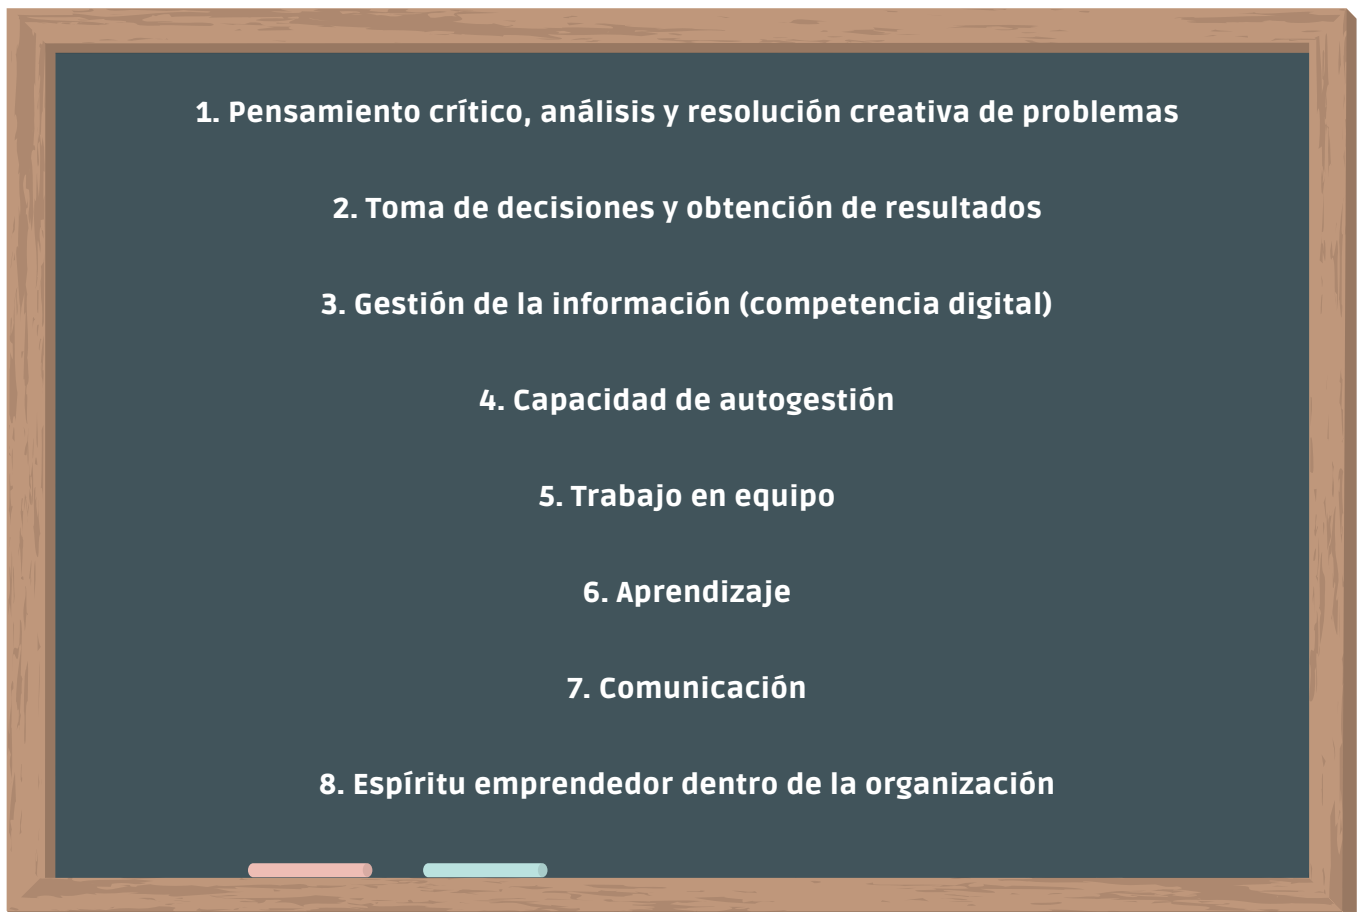 1. Pensamiento crítico, análisis y resolución creativa de problemas
2. Toma de decisiones y obtención de resultados
3. Gestión de la información (competencia digital)
4. Capacidad de autogestión
5. Trabajo en equipo
6. Aprendizaje
7. Comunicación
8. Espíritu emprendedor dentro de la organización